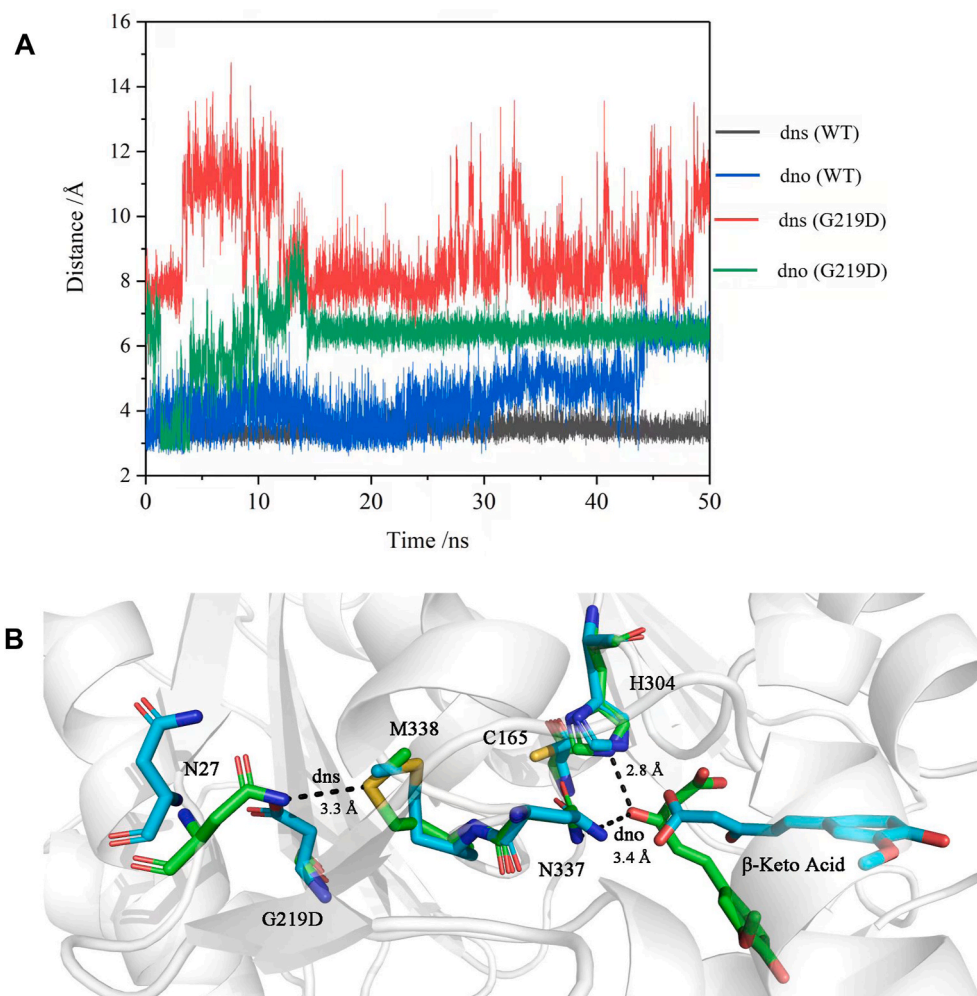 A
16
14
12
10
8
6
4
2
Distance /Å
0
10
20
30
40
50
Time /ns
dns (WT)
dno (WT)
dns (G219D)
dno (G219D)
B
H304
M338
C165
N27
dns
3.3 Å
2.8 Å
dno
3.4 Å
β-Keto Acid
N337
G219D